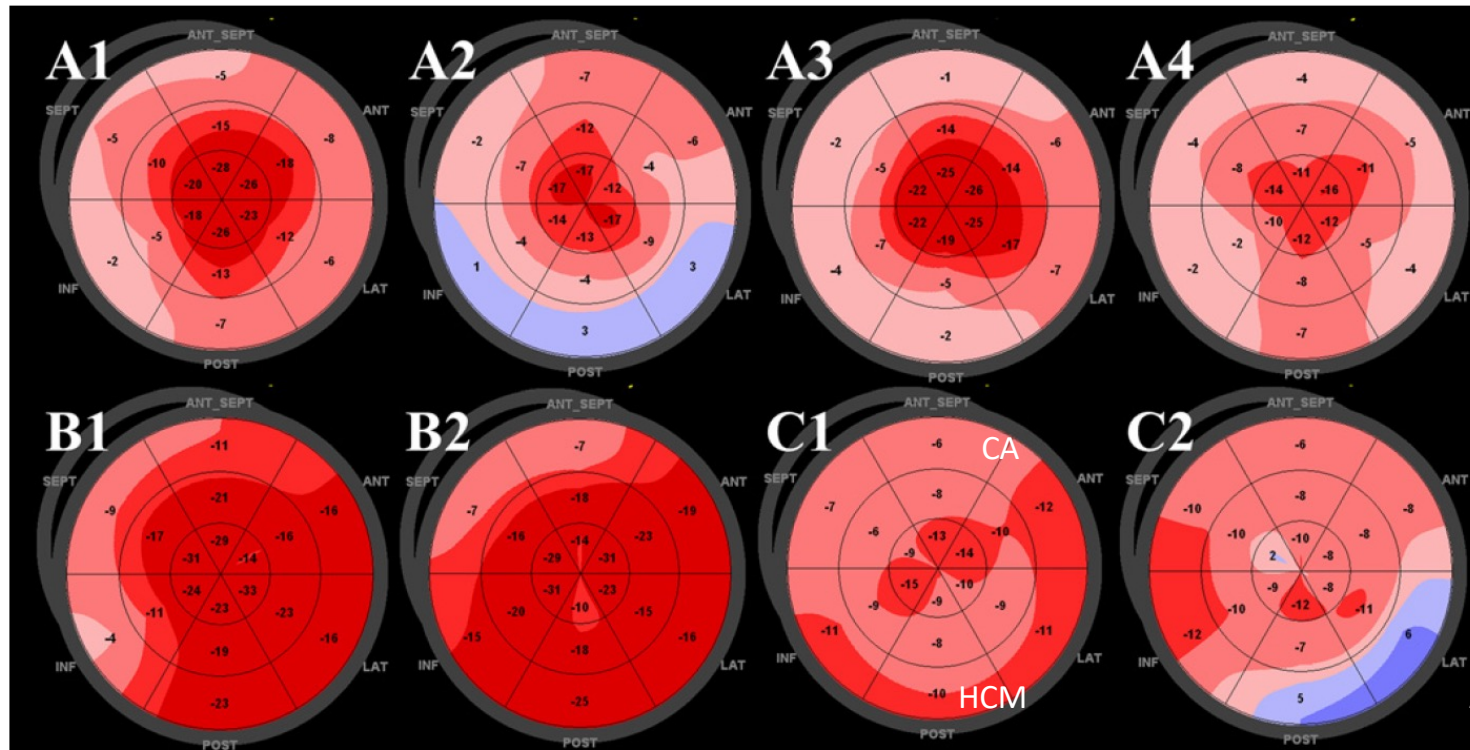 A1 A2 A3 A4
ANT_SEPT ANT_SEPT ANT_SEPT ANT_SEPT
-5 -7 -1 -4
SEPT ANT SEPT ANT SEPT ANT SEPT ANT
-5 -8 -2 -6 -2 -6 -4 -5
-15 -12 -14 -7
-10 -18 -7 -4 -5 -14 -8 -11
-28 -17 -25 -11
-20 -26 -17 -12 -22 -26 -14 -16
-18 -23 -14 -17 -22 -25 -10 -12
-26 -13 -19 -12
-5 -12 -4 -9 -7 -17 -2 -5
-13 -4 -5 -8
-2 -6 1 3 -4 -7 -2 -4
INF LAT INF LAT INF LAT INF LAT
-7 3 -2 -7
POST POST POST POST
B1 B2 C1 C2
ANT_SEPT ANT_SEPT ANT_SEPT ANT_SEPT
-11 -7 -6 CA -6
SEPT ANT SEPT ANT SEPT ANT SEPT ANT
-9 -16 -7 -19 -7 -12 -10 -8
-21 -18 -8 -8
-17 -16 -16 -23 -6 -10 -10 -8
-29 -14 -13 -10
-31 -14 -29 -31 -9 -14 2 -8
-24 -33 -31 -23 -15 -10 -9 -8
-23 -10 -9 -12
-11 -23 -20 -15 -9 -9 -10 -11
-19 -18 -8 -7
-4 -16 -15 -16 -11 -11 -12 6
INF LAT INF LAT INF LAT INF LAT
-23 -25 -10 HCM 5
POST POST POST POST